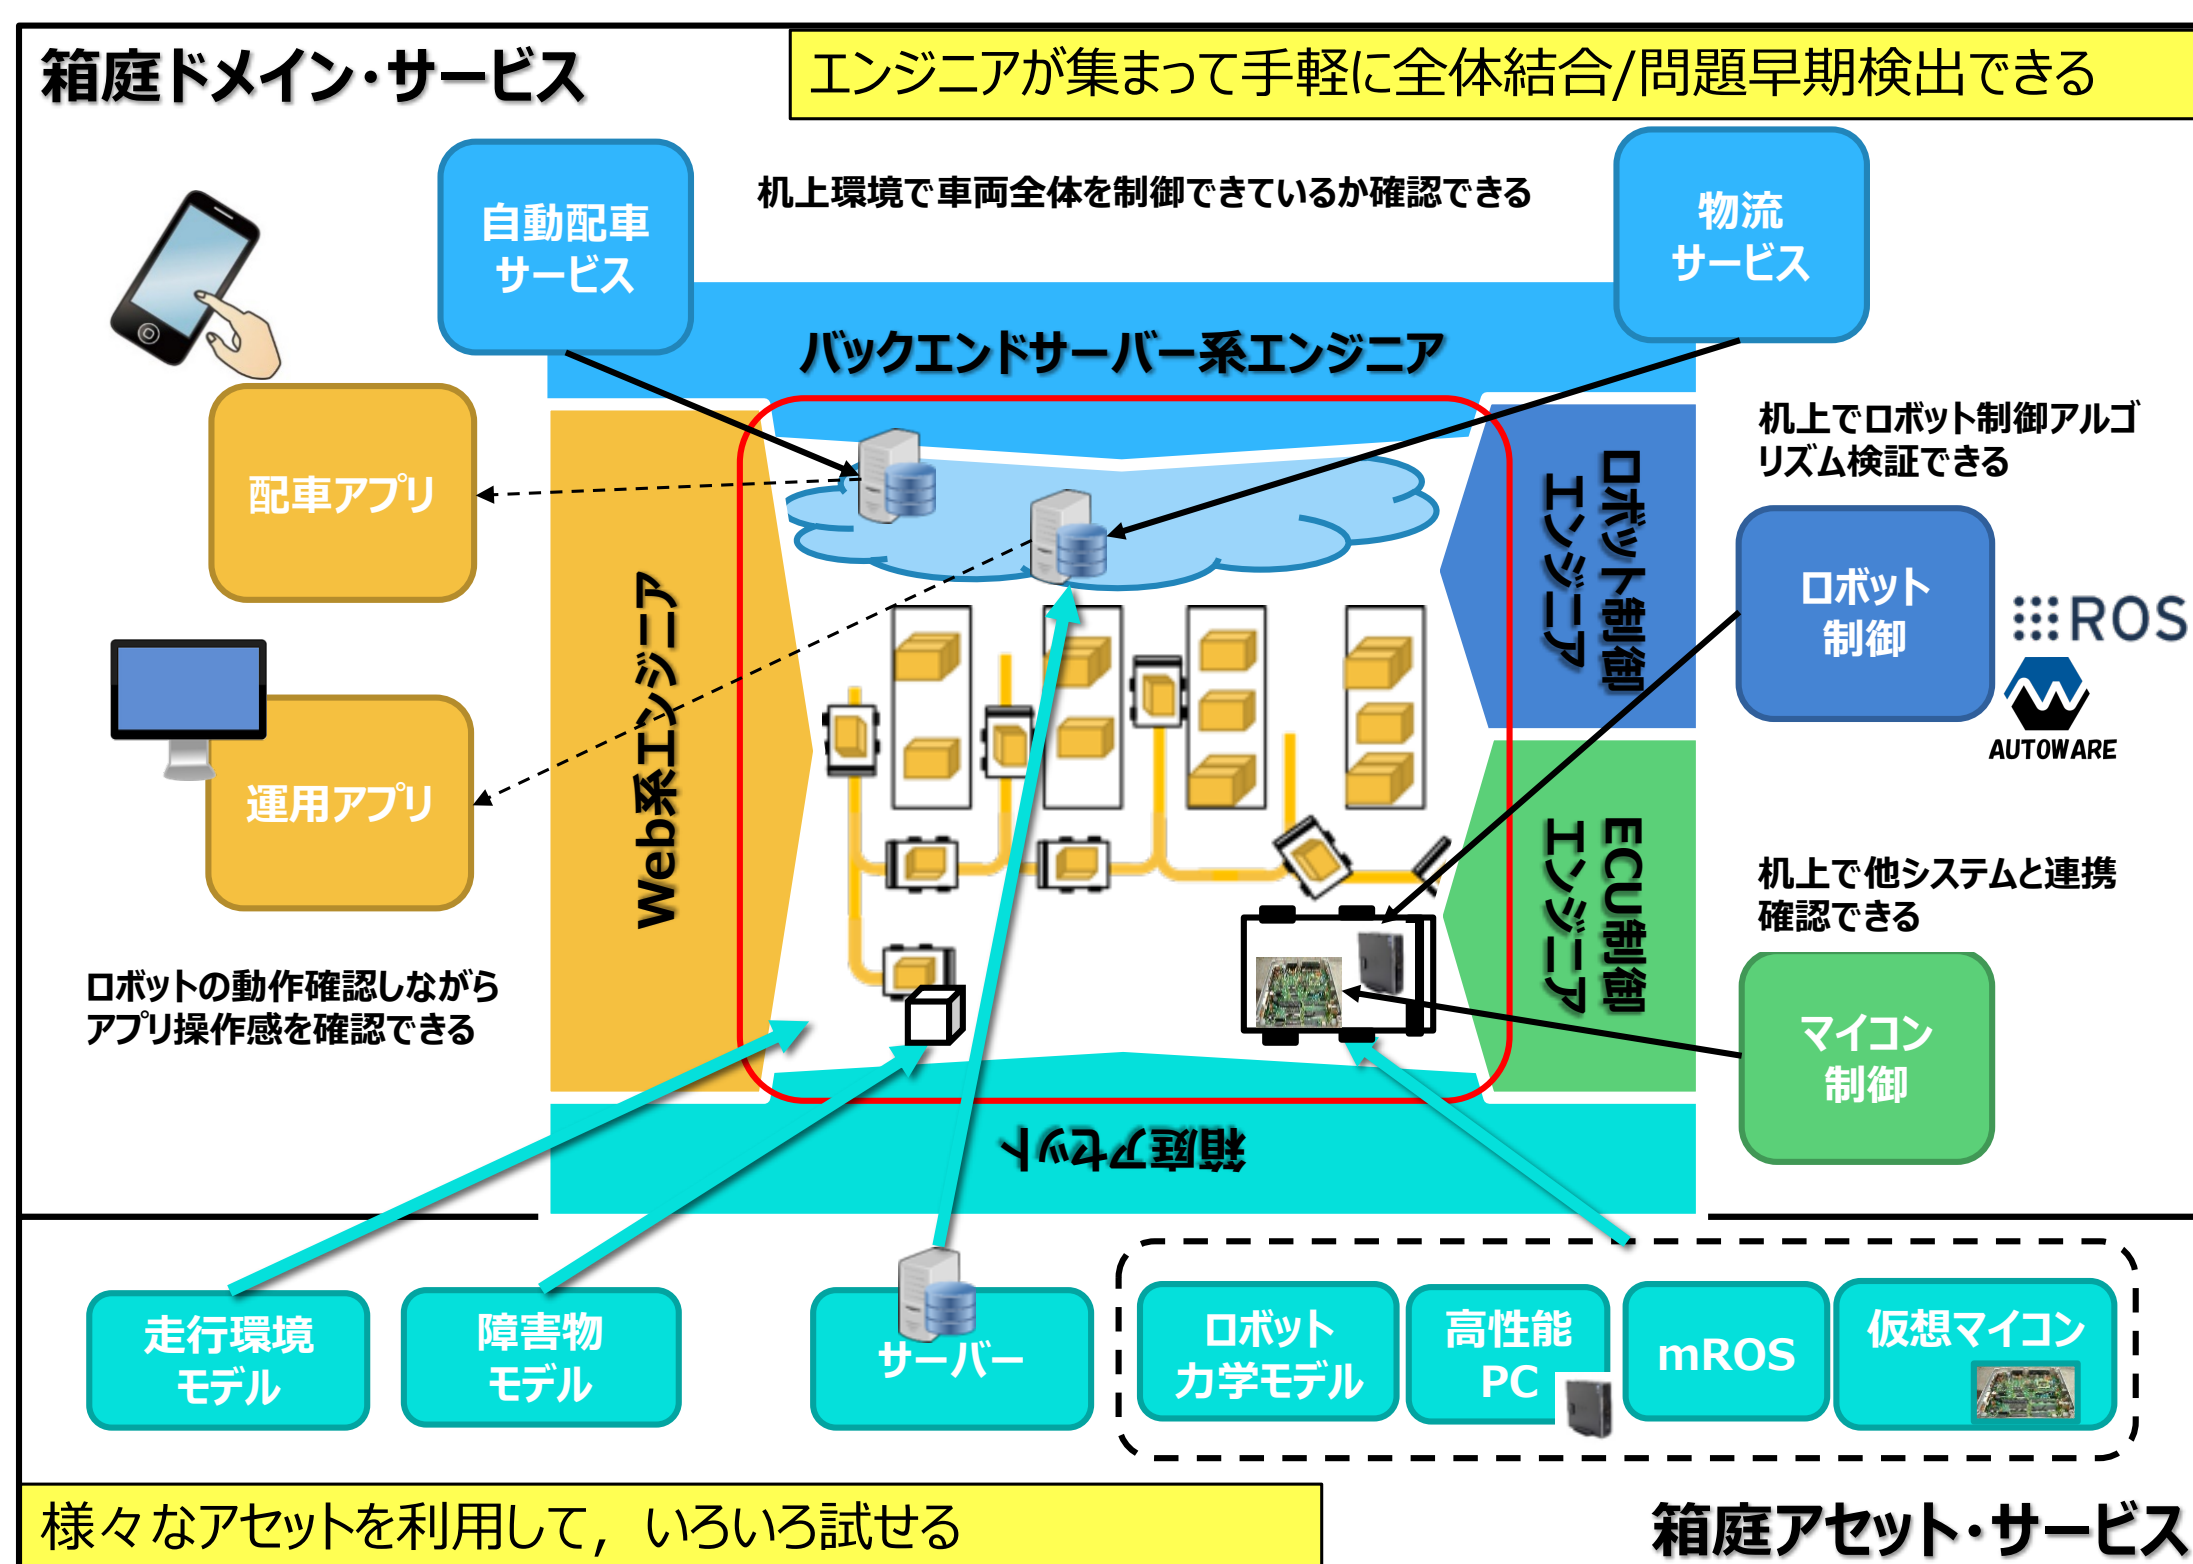 箱庭ドメイン・サービス
エンジニアが集まって手軽に全体結合/問題早期検出できる
自動配車
サービス
机上環境で車両全体を制御できているか確認できる
物流
サービス
バックエンドサーバー系エンジニア
配車アプリ
運用アプリ
ロボットの動作確認しながら
アプリ操作感を確認できる
Web系エンジニア
ロボット制御
エンジニア
ECU制御
エンジニア
机上でロボット制御アルゴ
リズム検証できる
ロボット
制御
ROS
AUTOWARE
机上で他システムと連携
確認できる
マイコン
制御
箱庭アセット
走行環境
モデル
障害物
モデル
サーバー
ロボット
力学モデル
高性能
PC
mROS
仮想マイコン
様々なアセットを利用して，いろいろ試せる
箱庭アセット・サービス